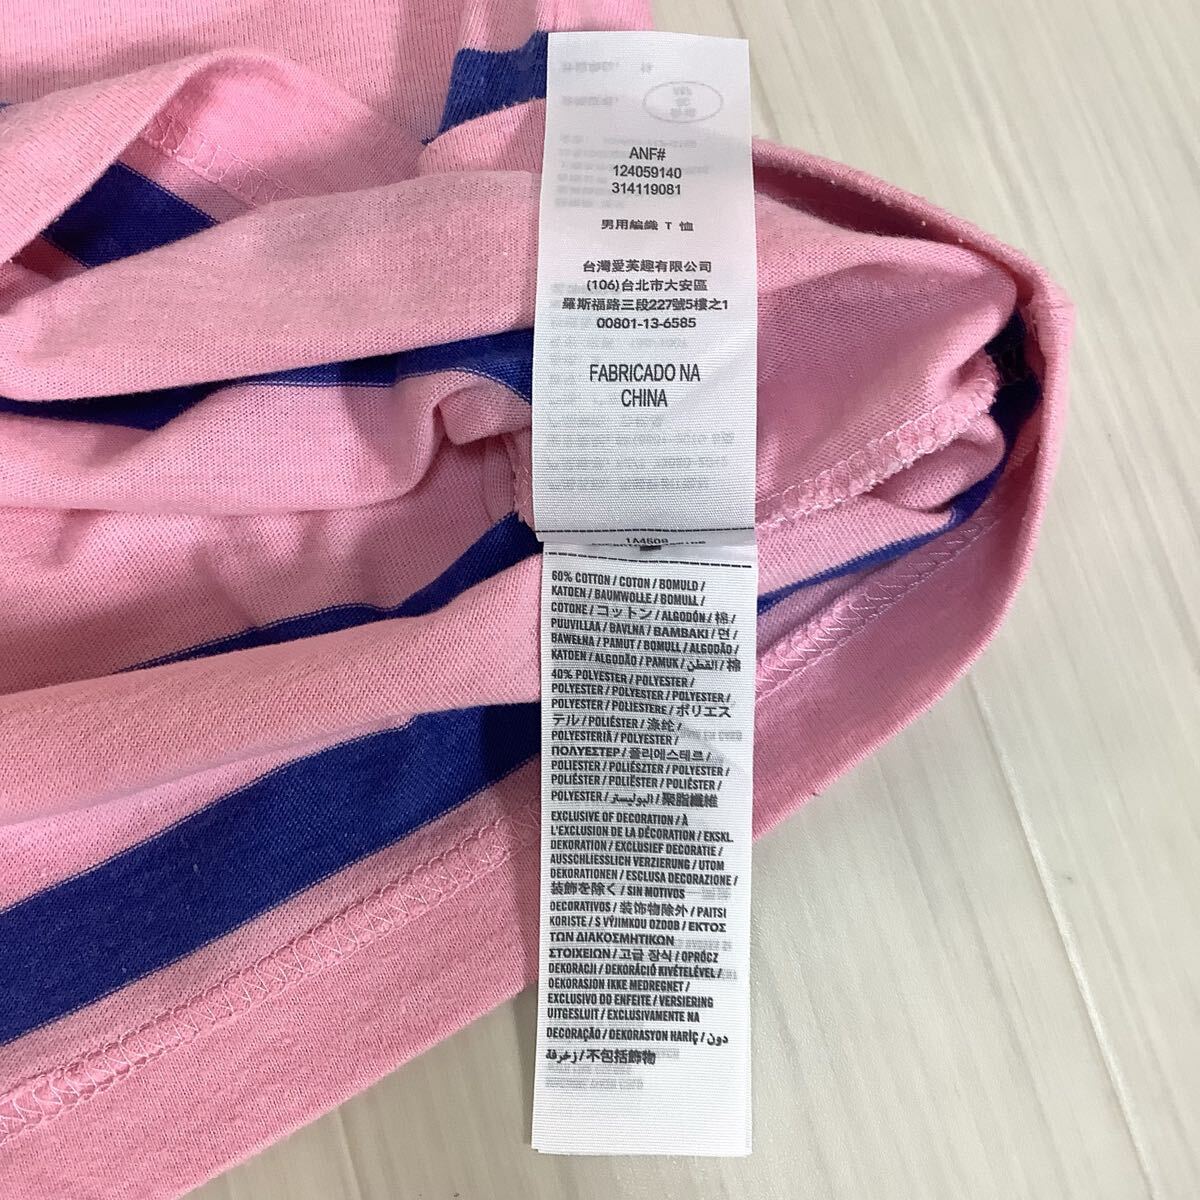 ANF#
124059140
314119081
男用編織 T 恤
台灣愛芙趣有限公司
(106)台北市大安區
羅斯福路三段227號5樓之1
00801-13-6585
FABRICADO NA
CHINA
1A4509
60% COTTON / COTON / BOMULD /
KATOEN / BAUMWOLLE / BOMULL /
COTONE / コットン / ALGODÓN / 棉 /
PUUVILLAA / BAVLNA / ΒΑΜΒΑΚΙ / 면 /
BAWEŁNA / PAMUT / BOMULL / ALGODÃO /
KATOEN / ALGODÃO / PAMUK / القطن / 棉
40% POLYESTER / POLYESTER /
POLYESTER / POLYESTER / POLYESTER /
POLYESTER / POLIESTERE / ポリエス
テル / POLIÉSTER / 涤纶 /
POLYESTERIÄ / POLYESTER /
ΠΟΛΥΕΣΤΕΡ / 폴리에스테르 /
POLIESTER / POLIÉSZTER / POLYESTER /
POLIÉSTER / POLIËSTER / POLIÉSTER /
POLYESTER / البوليستر / 聚脂纖維
EXCLUSIVE OF DECORATION / À
L'EXCLUSION DE LA DÉCORATION / EKSKL.
DEKORATION / EXCLUSIEF DECORATIE /
AUSSCHLIESSLICH VERZIERUNG / UTOM
DEKORATIONEN / ESCLUSA DECORAZIONE /
装飾を除く / SIN MOTIVOS
DECORATIVOS / 装饰物除外 / PAITSI
KORISTE / S VÝJIMKOU OZDOB / ΕΚΤΟΣ
ΤΩΝ ΔΙΑΚΟΣΜΗΤΙΚΩΝ
ΣΤΟΙΧΕΙΩΝ / 고급 장식 / OPRÓCZ
DEKORACJI / DEKORÁCIÓ KIVÉTELÉVEL /
DEKORASJON IKKE MEDREGNET /
EXCLUSIVO DO ENFEITE / VERSIERING
UITGESLUIT / EXCLUSIVAMENTE NA
DECORAÇÃO / DEKORASYON HARİÇ / دون
زخرفة / 不包括飾物